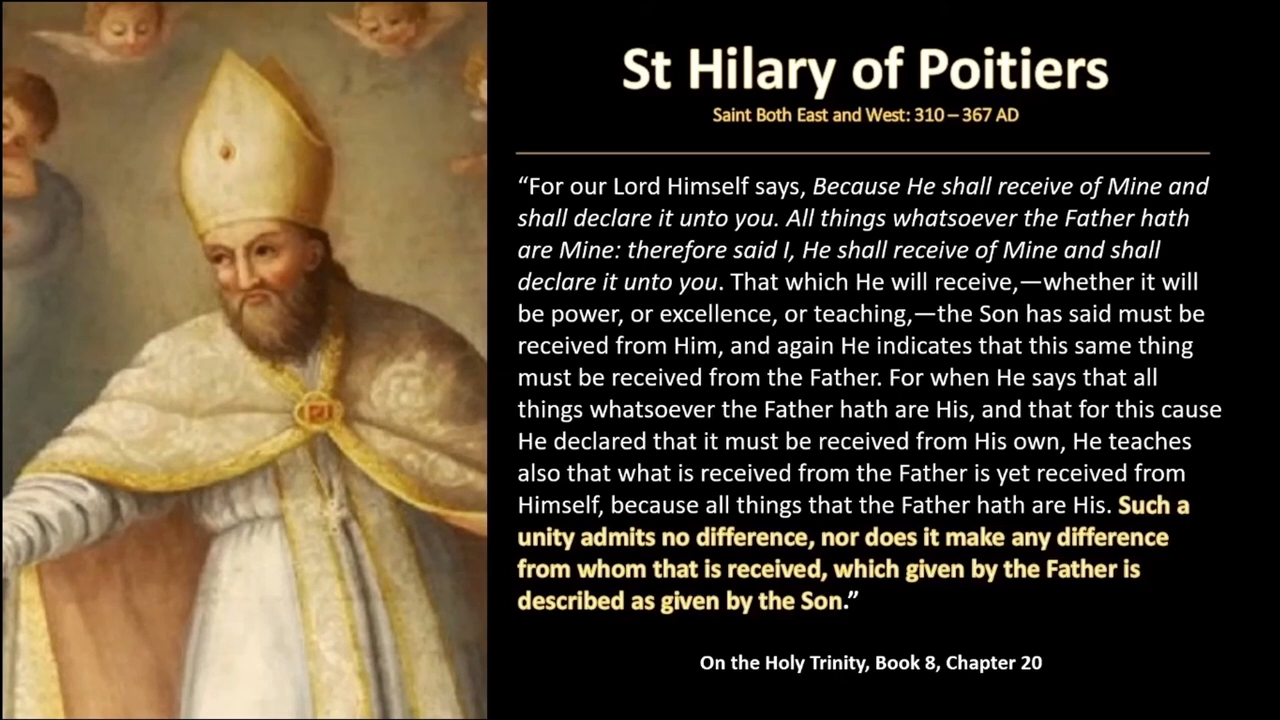 St Hilary of Poitiers
Saint Both East and West: 310 – 367 AD
“For our Lord Himself says, Because He shall receive of Mine and
shall declare it unto you. All things whatsoever the Father hath
are Mine: therefore said I, He shall receive of Mine and shall
declare it unto you. That which He will receive,—whether it will
be power, or excellence, or teaching,—the Son has said must be
received from Him, and again He indicates that this same thing
must be received from the Father. For when He says that all
things whatsoever the Father hath are His, and that for this cause
He declared that it must be received from His own, He teaches
also that what is received from the Father is yet received from
Himself, because all things that the Father hath are His. Such a
unity admits no difference, nor does it make any difference
from whom that is received, which given by the Father is
described as given by the Son.”
On the Holy Trinity, Book 8, Chapter 20